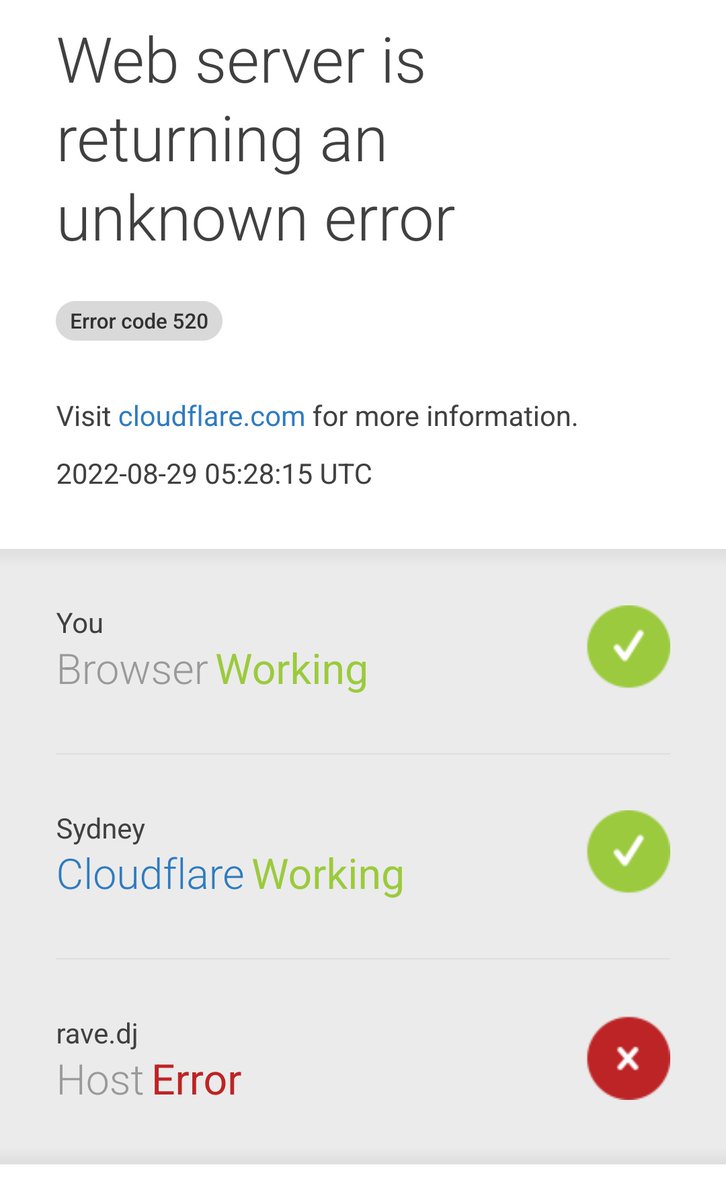 Web server is
returning an
unknown error
Error code 520
Visit cloudflare.com for more information.
2022-08-29 05:28:15 UTC
You
Browser Working
Sydney
Cloudflare Working
rave.dj
Host Error